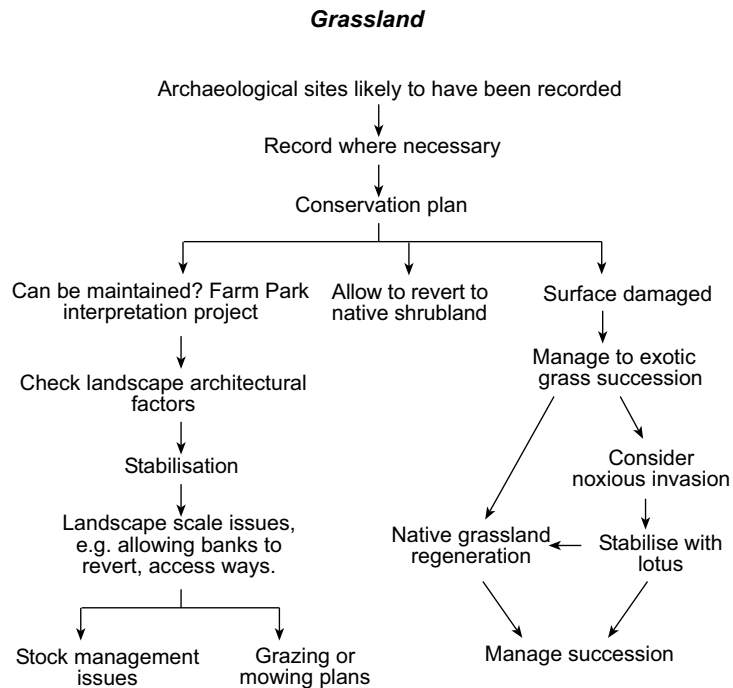 Grassland
Archaeological sites likely to have been recorded
Record where necessary
Conservation plan
Can be maintained? Farm Park
interpretation project
Allow to revert to
native shrubland
Surface damaged
Manage to exotic
grass succession
Check landscape architectural
factors
Stabilisation
Consider
noxious invasion
Landscape scale issues,
e.g. allowing banks to
revert, access ways.
Native grassland
regeneration
Stabilise with
lotus
Stock management
issues
Grazing or
mowing plans
Manage succession